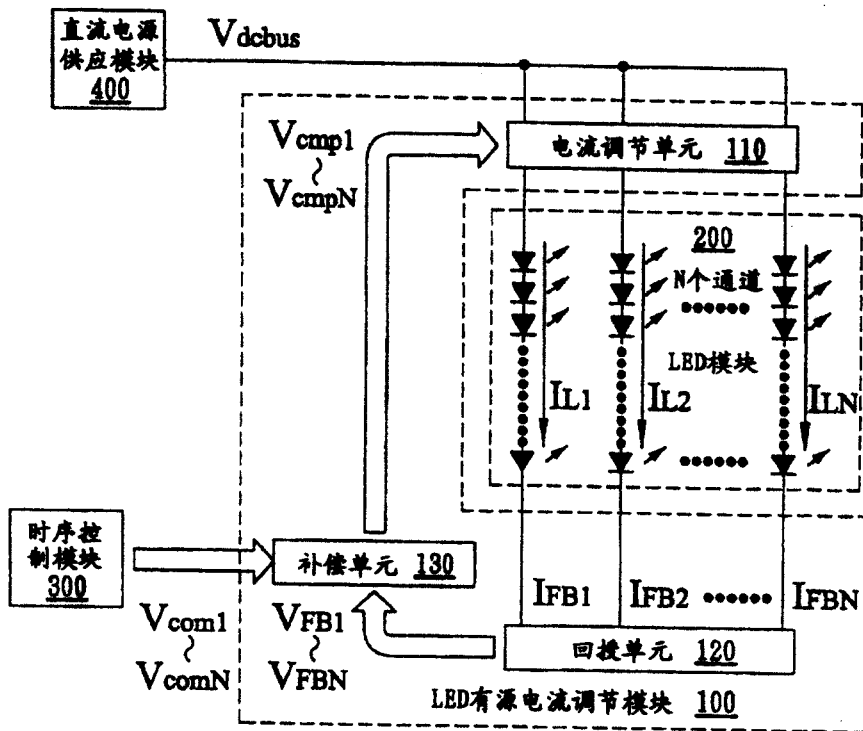 直流电源
供应模块
400
Vdcbus
Vcmp1
~
VcmpN
电流调节单元 110
200
N个通道
LED模块
IL1
IL2
ILN
时序控
制模块
300
补偿单元 130
Vcom1
~
VcomN
VFB1
~
VFBN
IFB1
IFB2
IFBN
回授单元 120
LED有源电流调节模块 100